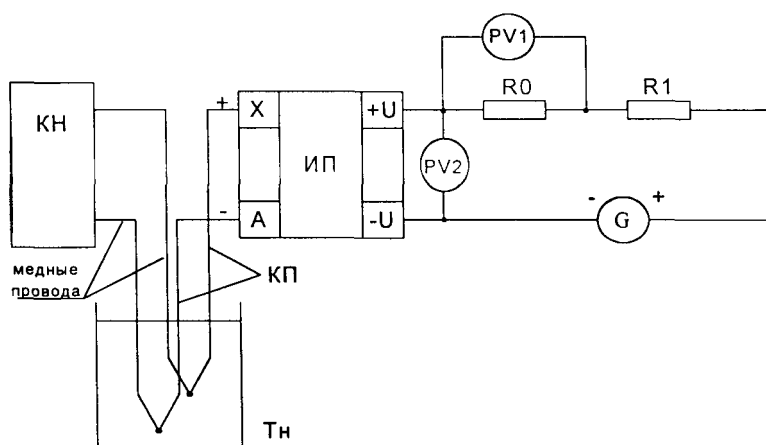 PV1
КН
+
X
+U
R0
R1
ИП
PV2
-
A
-U
-
+
G
медные
провода
КП
Тн